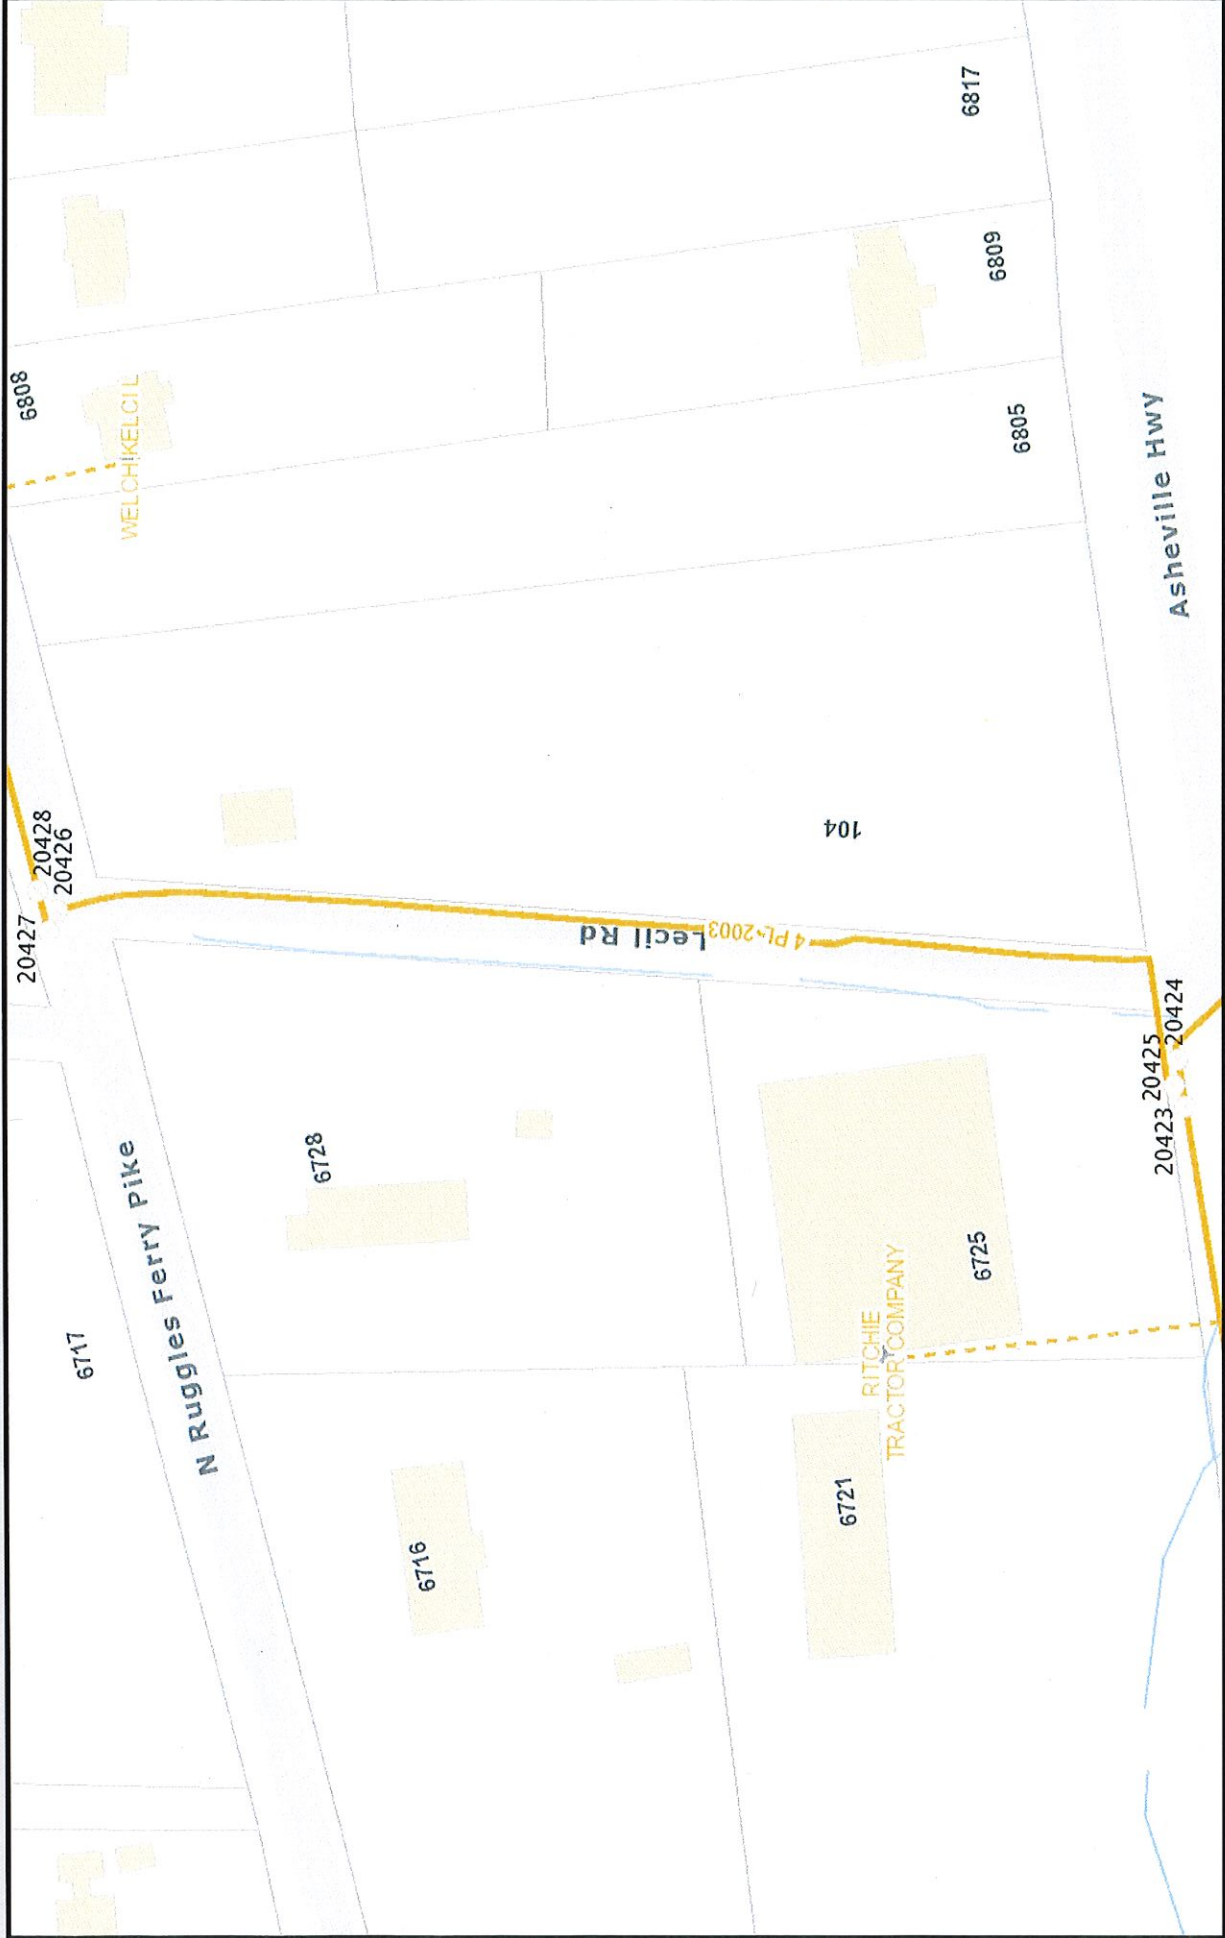 6808
WELCHIKELCIL
6817
6809
6805
20428
20426
20427
104
Lecil Rd
4 PL-2003
Asheville Hwy
20424
20425
20423
6717
N Ruggles Ferry Pike
6728
6725
RITCHIE
TRACTOR COMPANY
6716
6721